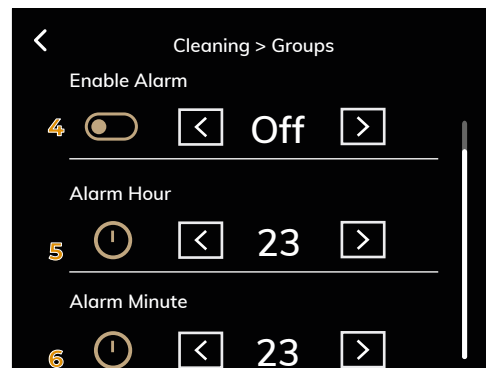 Cleaning > Groups
Enable Alarm
4 Off
Alarm Hour
5 23
Alarm Minute
6 23